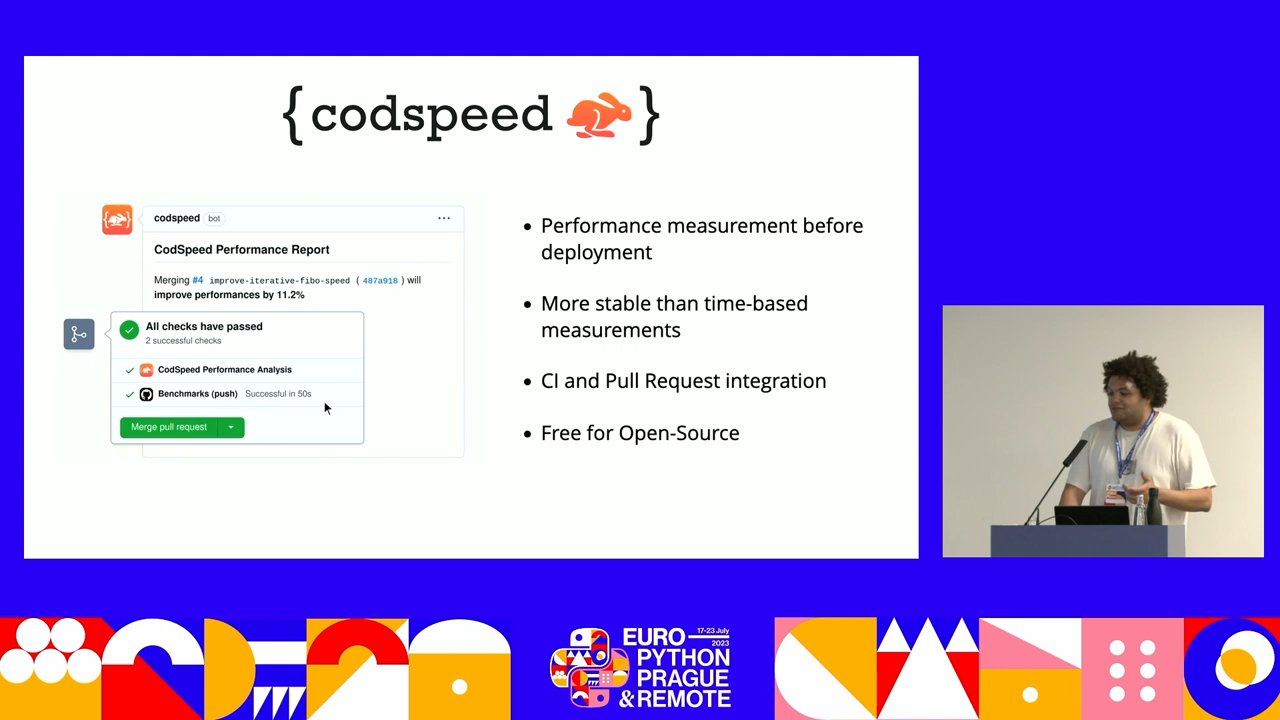 {codspeed}
codspeed bot
CodSpeed Performance Report
Merging #4 improve-iterative-fibo-speed ( 487a918 ) will
improve performances by 11.2%
All checks have passed
2 successful checks
CodSpeed Performance Analysis
Benchmarks (push) Successful in 50s
Merge pull request
• Performance measurement before
deployment
• More stable than time-based
measurements
• CI and Pull Request integration
• Free for Open-Source
EURO 17-23 July
2023
PYTHON
PRAGUE
& REMOTE